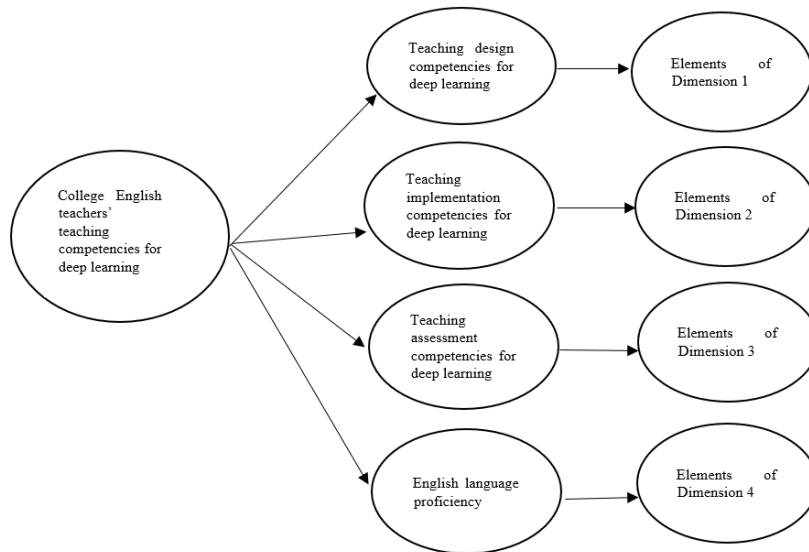 College English
teachers'
teaching
competencies for
deep learning
Teaching design
competencies for
deep learning
Elements of
Dimension 1
Teaching
implementation
competencies for
deep learning
Elements of
Dimension 2
Teaching
assessment
competencies for
deep learning
Elements of
Dimension 3
English language
proficiency
Elements of
Dimension 4